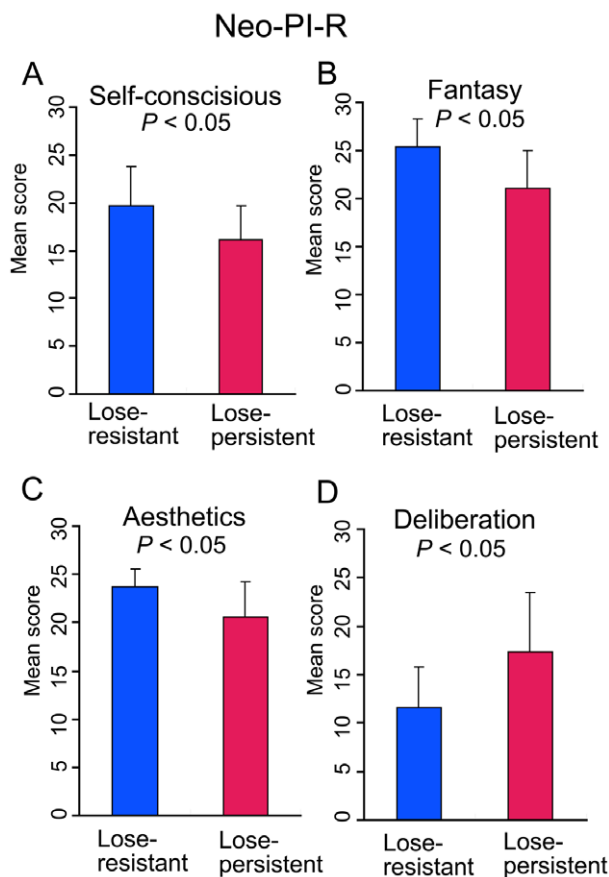 Neo-PI-R
A
Self-conscisious
P < 0.05
Mean score
30
25
20
15
10
5
0
Lose-
resistant
Lose-
persistent
B
Fantasy
P < 0.05
Mean score
30
25
20
15
10
5
0
Lose-
resistant
Lose-
persistent
C
Aesthetics
P < 0.05
Mean score
30
25
20
15
10
5
0
Lose-
resistant
Lose-
persistent
D
Deliberation
P < 0.05
Mean score
30
25
20
15
10
5
0
Lose-
resistant
Lose-
persistent